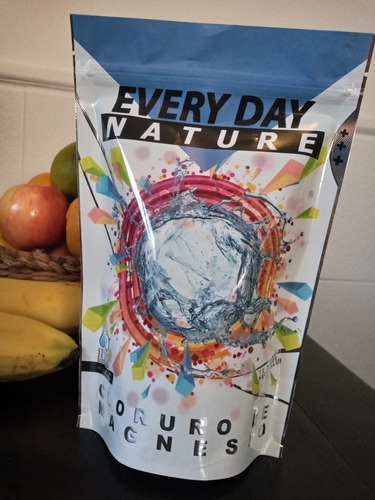 EVERY DAY
NATURE
CLORURO DE
MAGNESIO